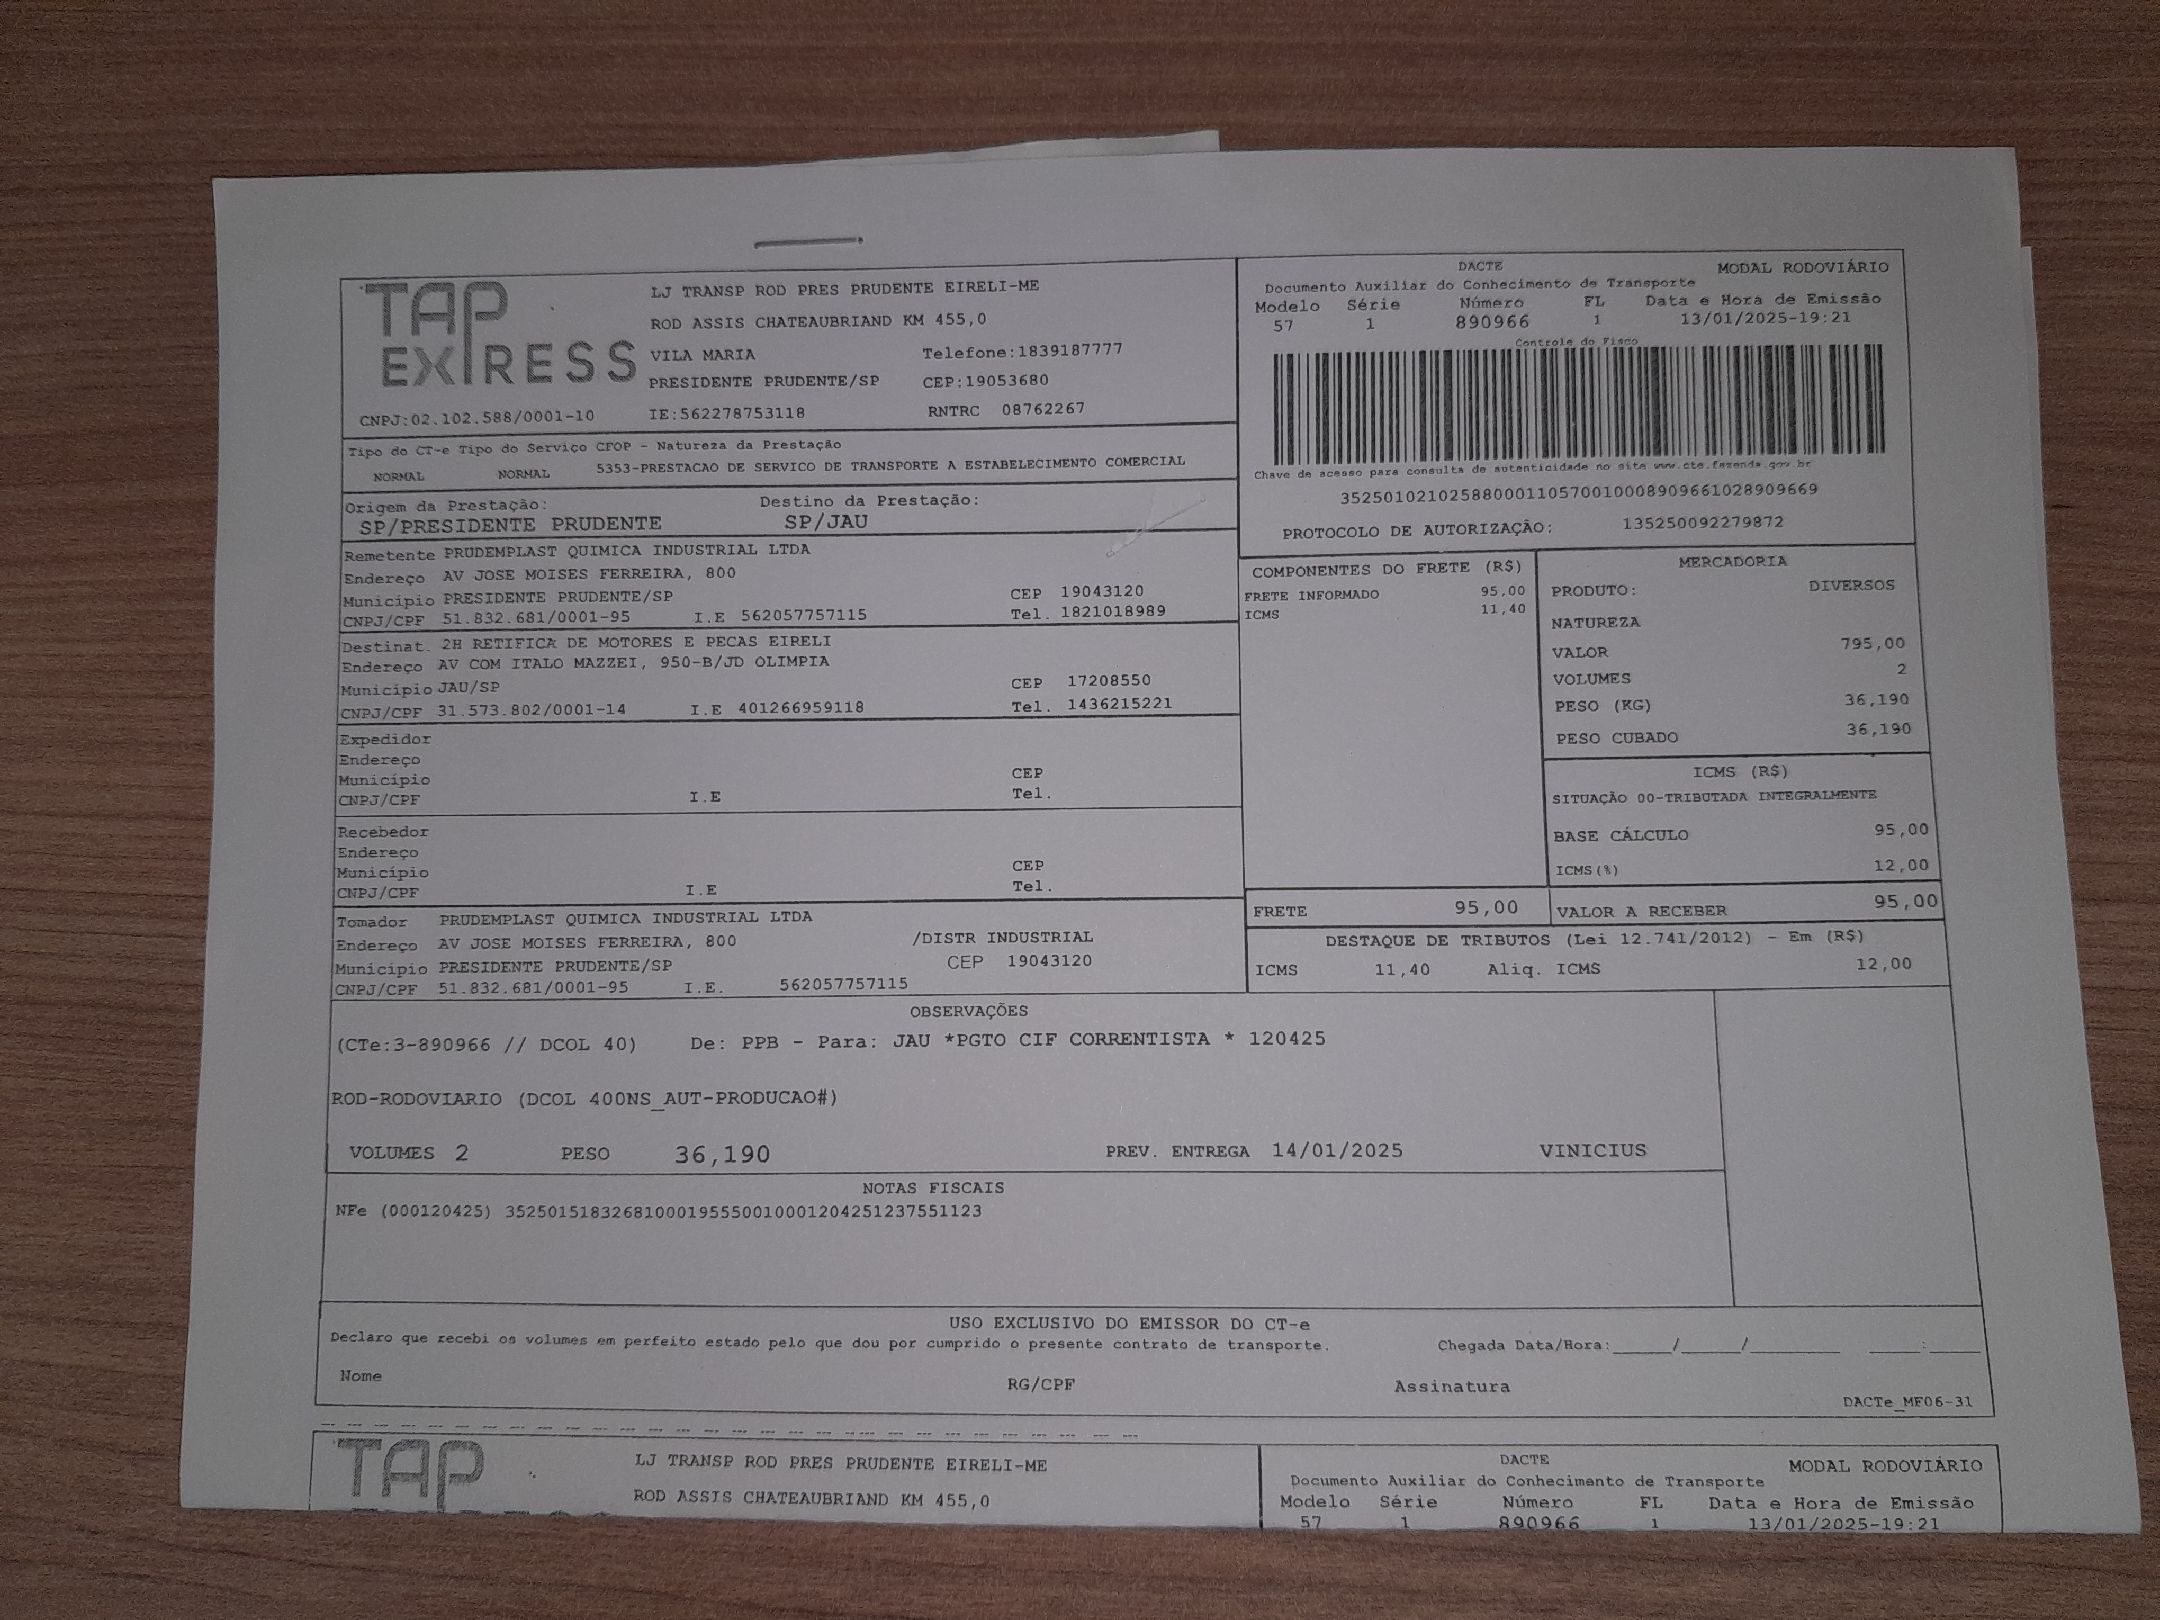 TAP
EXPRESS
LJ TRANSP ROD PRES PRUDENTE EIRELI-ME
ROD ASSIS CHATEAUBRIAND KM 455,0
VILA MARIA Telefone:1839187777
PRESIDENTE PRUDENTE/SP CEP:19053680
CNPJ:02.102.588/0001-10 IE:562278753118 RNTRC 08762267
DACTE MODAL RODOVIÁRIO
Documento Auxiliar do Conhecimento de Transporte
Modelo Série Número FL Data e Hora de Emissão
57 1 890966 1 13/01/2025-19:21
Controle do Fisco
Chave de acesso para consulta de autenticidade no site www.cte.fazenda.gov.br
35250102102588000110570010008909661028909669
PROTOCOLO DE AUTORIZAÇÃO: 135250092279872
Tipo do CT-e Tipo do Serviço CFOP - Natureza da Prestação
NORMAL NORMAL 5353-PRESTACAO DE SERVICO DE TRANSPORTE A ESTABELECIMENTO COMERCIAL
Origem da Prestação: Destino da Prestação:
SP/PRESIDENTE PRUDENTE SP/JAU
Remetente PRUDEMPLAST QUIMICA INDUSTRIAL LTDA
Endereço AV JOSE MOISES FERREIRA, 800
Município PRESIDENTE PRUDENTE/SP CEP 19043120
CNPJ/CPF 51.832.681/0001-95 I.E 562057757115 Tel. 1821018989
Destinat. 2H RETIFICA DE MOTORES E PECAS EIRELI
Endereço AV COM ITALO MAZZEI, 950-B/JD OLIMPIA
Município JAU/SP CEP 17208550
CNPJ/CPF 31.573.802/0001-14 I.E 401266959118 Tel. 1436215221
Expedidor
Endereço
Município CEP
CNPJ/CPF I.E Tel.
Recebedor
Endereço
Município CEP
CNPJ/CPF I.E Tel.
Tomador PRUDEMPLAST QUIMICA INDUSTRIAL LTDA
Endereço AV JOSE MOISES FERREIRA, 800 /DISTR INDUSTRIAL
Município PRESIDENTE PRUDENTE/SP CEP 19043120
CNPJ/CPF 51.832.681/0001-95 I.E. 562057757115
COMPONENTES DO FRETE (R$)
FRETE INFORMADO 95,00
ICMS 11,40
MERCADORIA
PRODUTO: DIVERSOS
NATUREZA
VALOR 795,00
VOLUMES 2
PESO (KG) 36,190
PESO CUBADO 36,190
ICMS (R$)
SITUAÇÃO 00-TRIBUTADA INTEGRALMENTE
BASE CÁLCULO 95,00
ICMS(%) 12,00
FRETE 95,00 VALOR A RECEBER 95,00
DESTAQUE DE TRIBUTOS (Lei 12.741/2012) - Em (R$)
ICMS 11,40 Aliq. ICMS 12,00
OBSERVAÇÕES
(CTe:3-890966 // DCOL 40) De: PPB - Para: JAU *PGTO CIF CORRENTISTA * 120425
ROD-RODOVIARIO (DCOL 400NS_AUT-PRODUCAO#)
VOLUMES 2 PESO 36,190 PREV. ENTREGA 14/01/2025 VINICIUS
NOTAS FISCAIS
NFe (000120425) 35250151832681000195550010001204251237551123
USO EXCLUSIVO DO EMISSOR DO CT-e
Declaro que recebi os volumes em perfeito estado pelo que dou por cumprido o presente contrato de transporte. Chegada Data/Hora:_____/_____/________ ____:____
Nome RG/CPF Assinatura
DACTe_MF06-31
TAP
LJ TRANSP ROD PRES PRUDENTE EIRELI-ME
ROD ASSIS CHATEAUBRIAND KM 455,0
DACTE MODAL RODOVIÁRIO
Documento Auxiliar do Conhecimento de Transporte
Modelo Série Número FL Data e Hora de Emissão
57 1 890966 1 13/01/2025-19:21